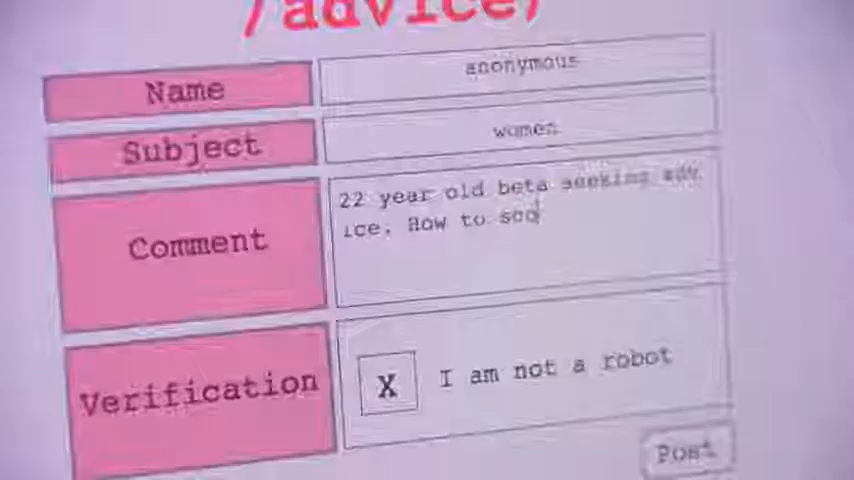 /advice/
Name
anonymous
Subject
women
Comment
22 year old beta seeking adv
ice. How to sco
Verification
X I am not a robot
Post